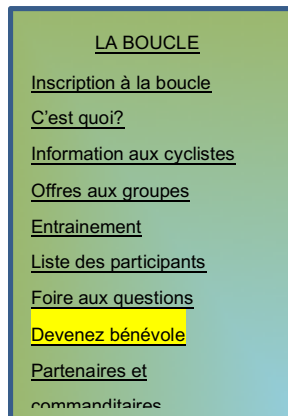 LA BOUCLE
Inscription à la boucle
C'est quoi?
Information aux cyclistes
Offres aux groupes
Entrainement
Liste des participants
Foire aux questions
Devenez bénévole
Partenaires et
commanditaires